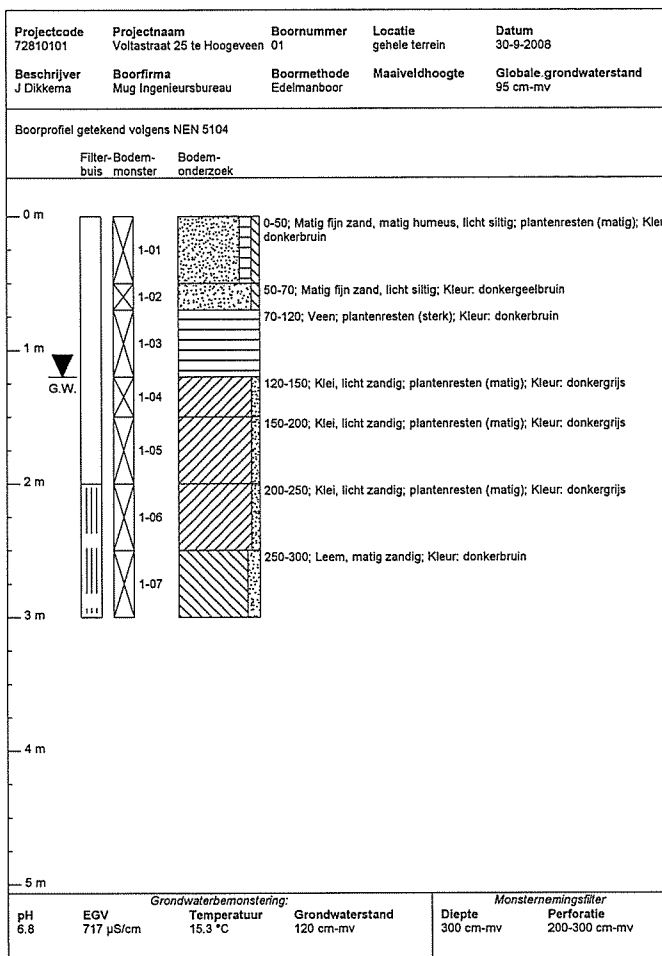 Projectcode Projectnaam Boornummer Locatie Datum
72810101 Voltastraat 25 te Hoogeveen 01 gehele terrein 30-9-2008
Beschrijver Boorfirma Boormethode Maaiveldhoogte Globale.grondwaterstand
J Dikkema Mug Ingenieursbureau Edelmanboor 95 cm-mv
Boorprofiel getekend volgens NEN 5104
Filter- Bodem- Bodem-
buis monster onderzoek
0 m
0-50; Matig fijn zand, matig humeus, licht siltig; plantenresten (matig); Kleu
donkerbruin
1-01
50-70; Matig fijn zand, licht siltig; Kleur: donkergeelbruin
1-02
70-120; Veen; plantenresten (sterk); Kleur: donkerbruin
1-03
1 m
G.W.
120-150; Klei, licht zandig; plantenresten (matig); Kleur: donkergrijs
1-04
150-200; Klei, licht zandig; plantenresten (matig); Kleur: donkergrijs
1-05
2 m
200-250; Klei, licht zandig; plantenresten (matig); Kleur: donkergrijs
1-06
250-300; Leem, matig zandig; Kleur: donkerbruin
1-07
3 m
4 m
5 m
Grondwaterbemonstering: Monsternemingsfilter
pH EGV Temperatuur Grondwaterstand Diepte Perforatie
6.8 717 µS/cm 15.3 °C 120 cm-mv 300 cm-mv 200-300 cm-mv